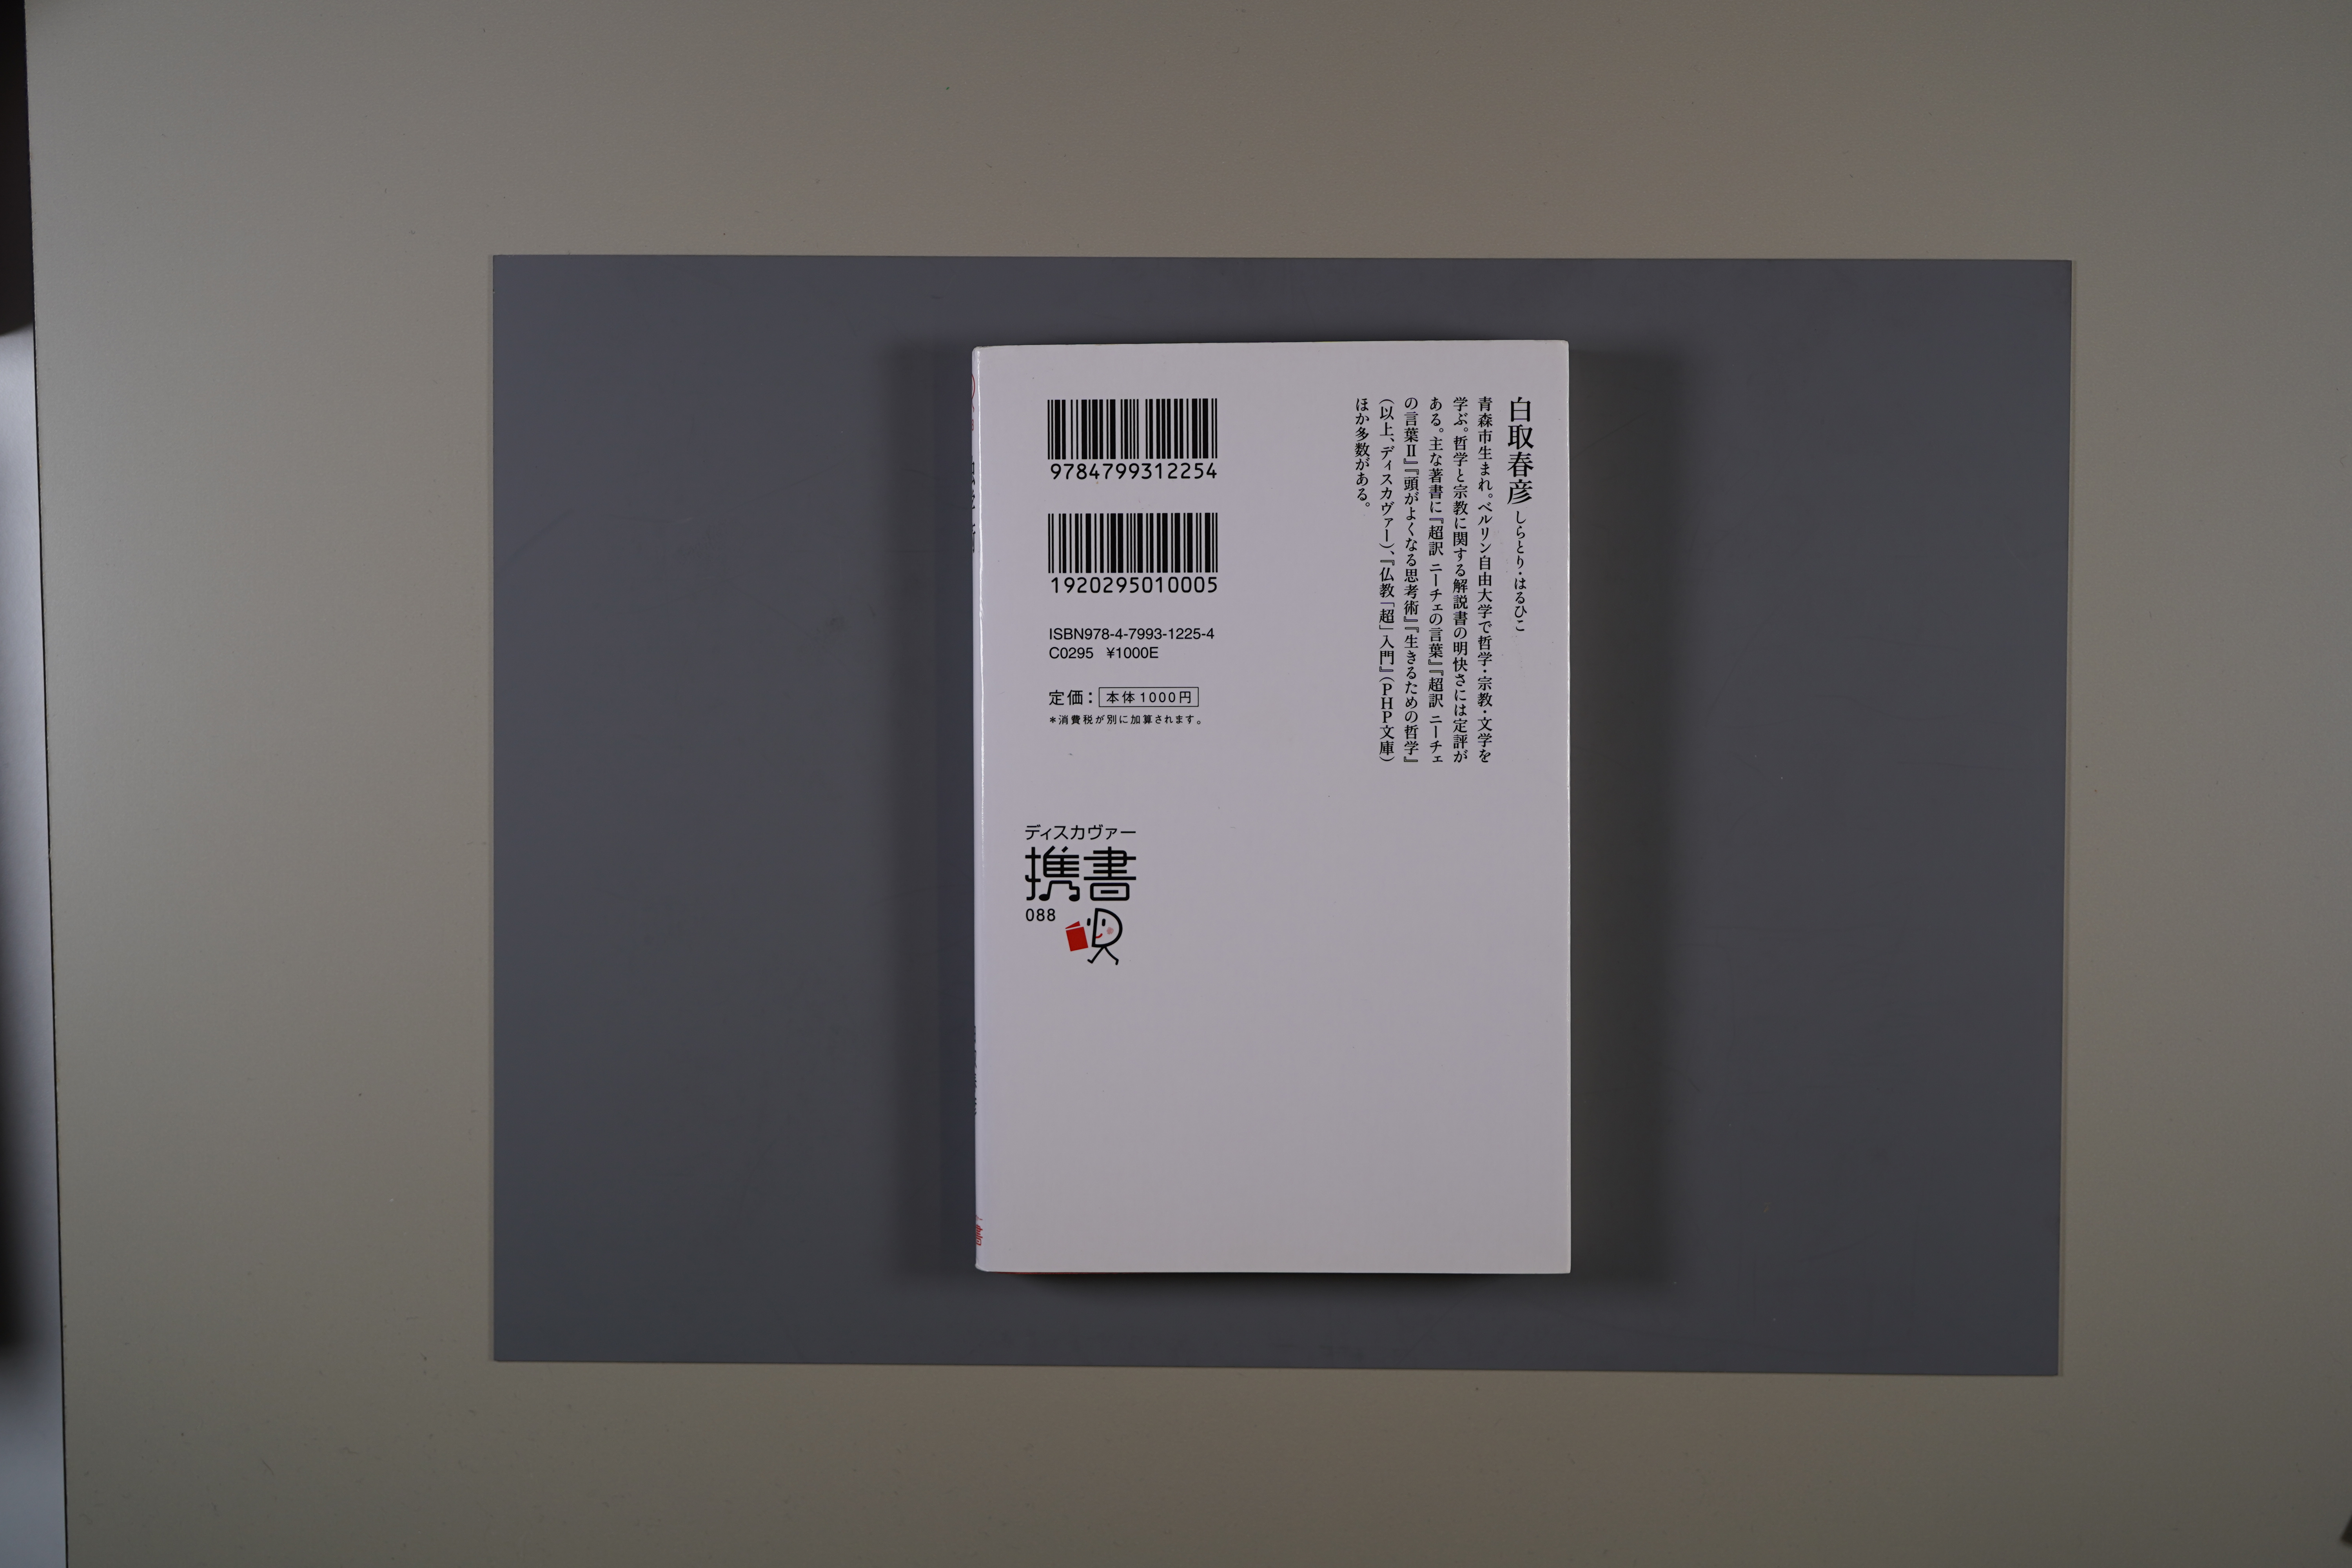 白取春彦 しらとり・はるひこ
青森市生まれ。ベルリン自由大学で哲学・宗教・文学を
学ぶ。哲学と宗教に関する解説書の明快さには定評が
ある。主な著書に『超訳 ニーチェの言葉』『超訳 ニーチェ
の言葉Ⅱ』『頭がよくなる思考術』『生きるための哲学』
(以上、ディスカヴァー)、『仏教「超」入門』(PHP文庫)
ほか多数がある。
9784799312254
1920295010005
ISBN978-4-7993-1225-4
C0295 ¥1000E
定価: 本体1000円
*消費税が別に加算されます。
ディスカヴァー
携書
088